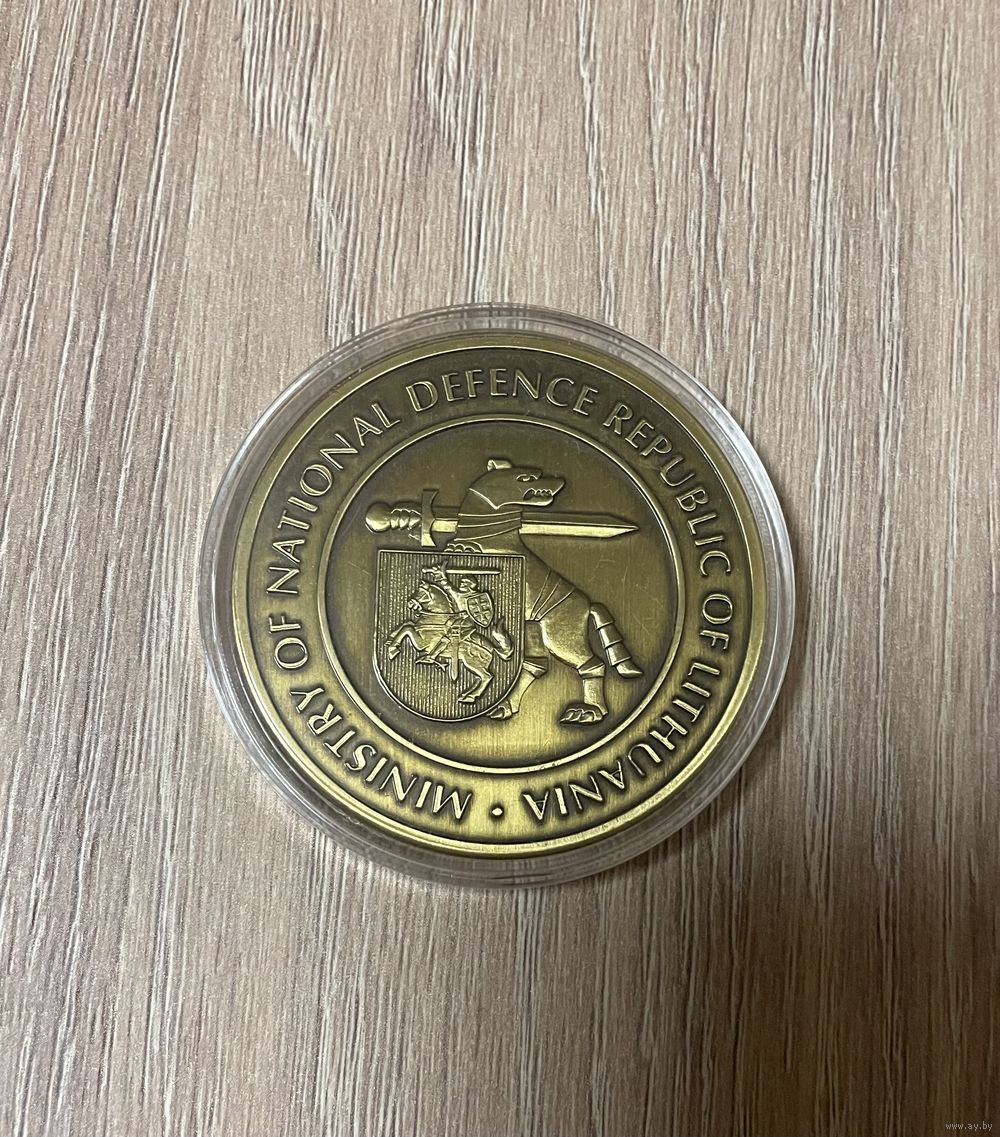 MINISTRY OF NATIONAL DEFENCE REPUBLIC OF LITHUANIA •
www.ay.by